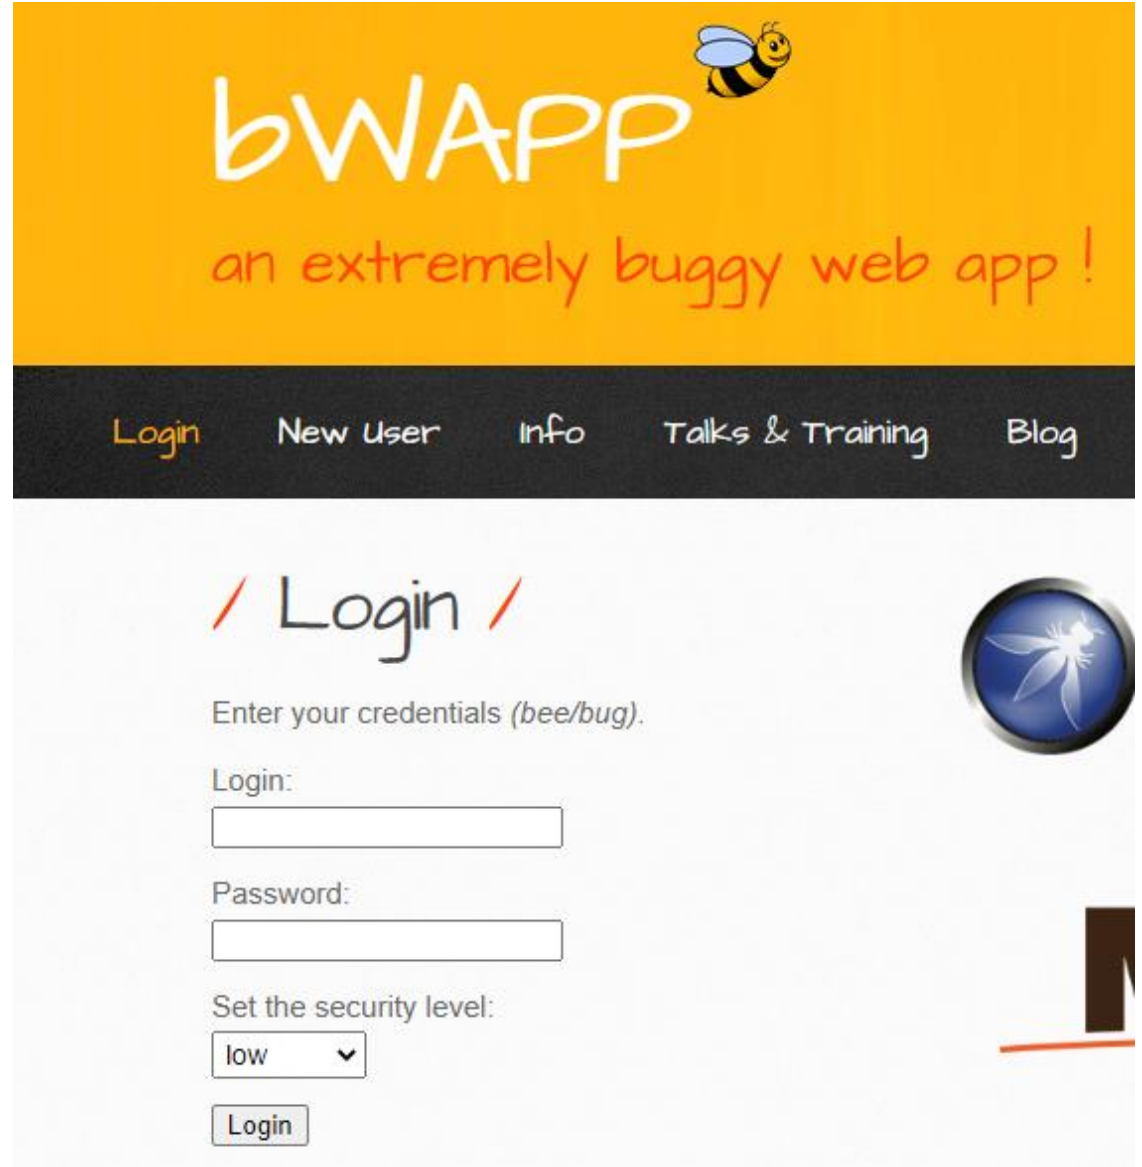 bWAPP
an extremely buggy web app !
Login New User Info Talks & Training Blog
/ Login /
Enter your credentials (bee/bug).
Login:
Password:
Set the security level:
low
Login